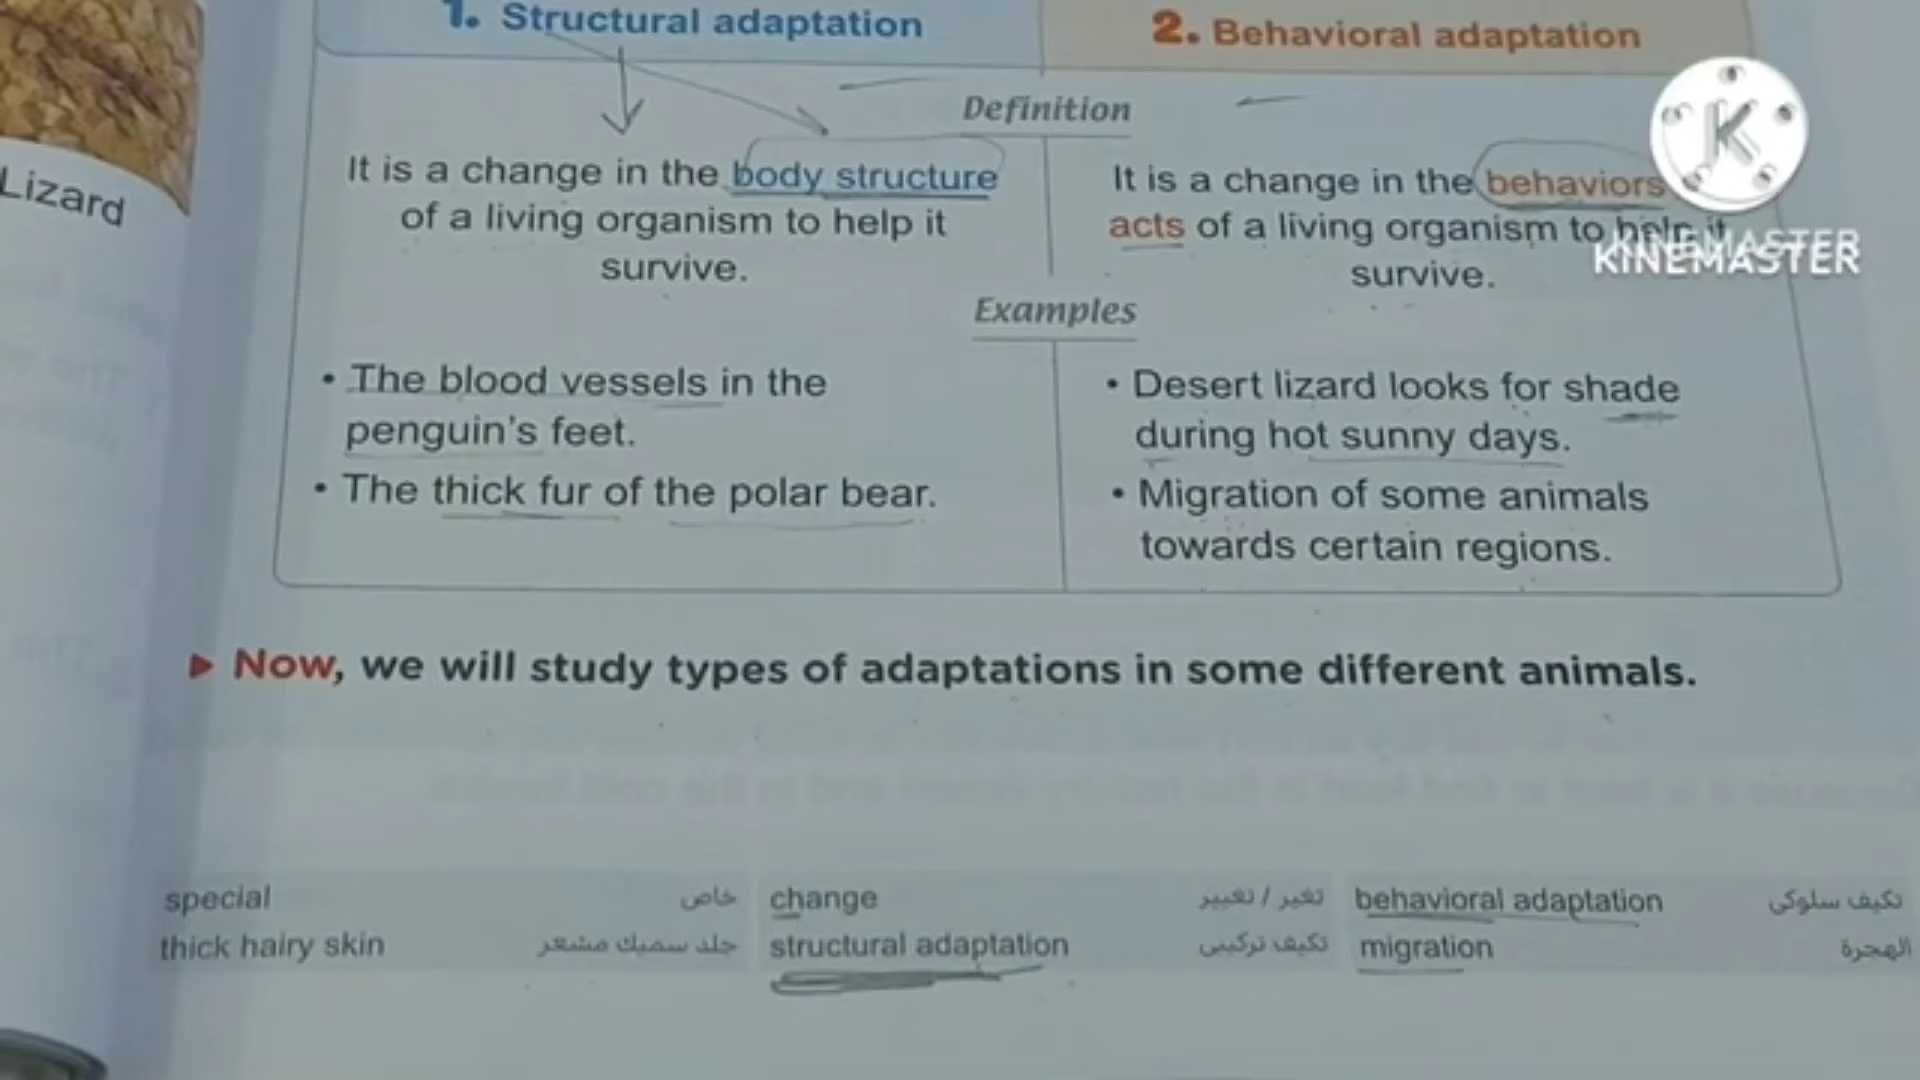 1. Structural adaptation
2. Behavioral adaptation
Definition
It is a change in the body structure
of a living organism to help it
survive.
It is a change in the behaviors
acts of a living organism to help it
survive.
Examples
• The blood vessels in the
penguin's feet.
• The thick fur of the polar bear.
• Desert lizard looks for shade
during hot sunny days.
• Migration of some animals
towards certain regions.
Lizard
K
KINEMASTER
Now, we will study types of adaptations in some different animals.
special خاص change تغير / تغيير behavioral adaptation تكيف سلوكى
thick hairy skin جلد سميك مشعر structural adaptation تكيف تركيبى migration الهجرة